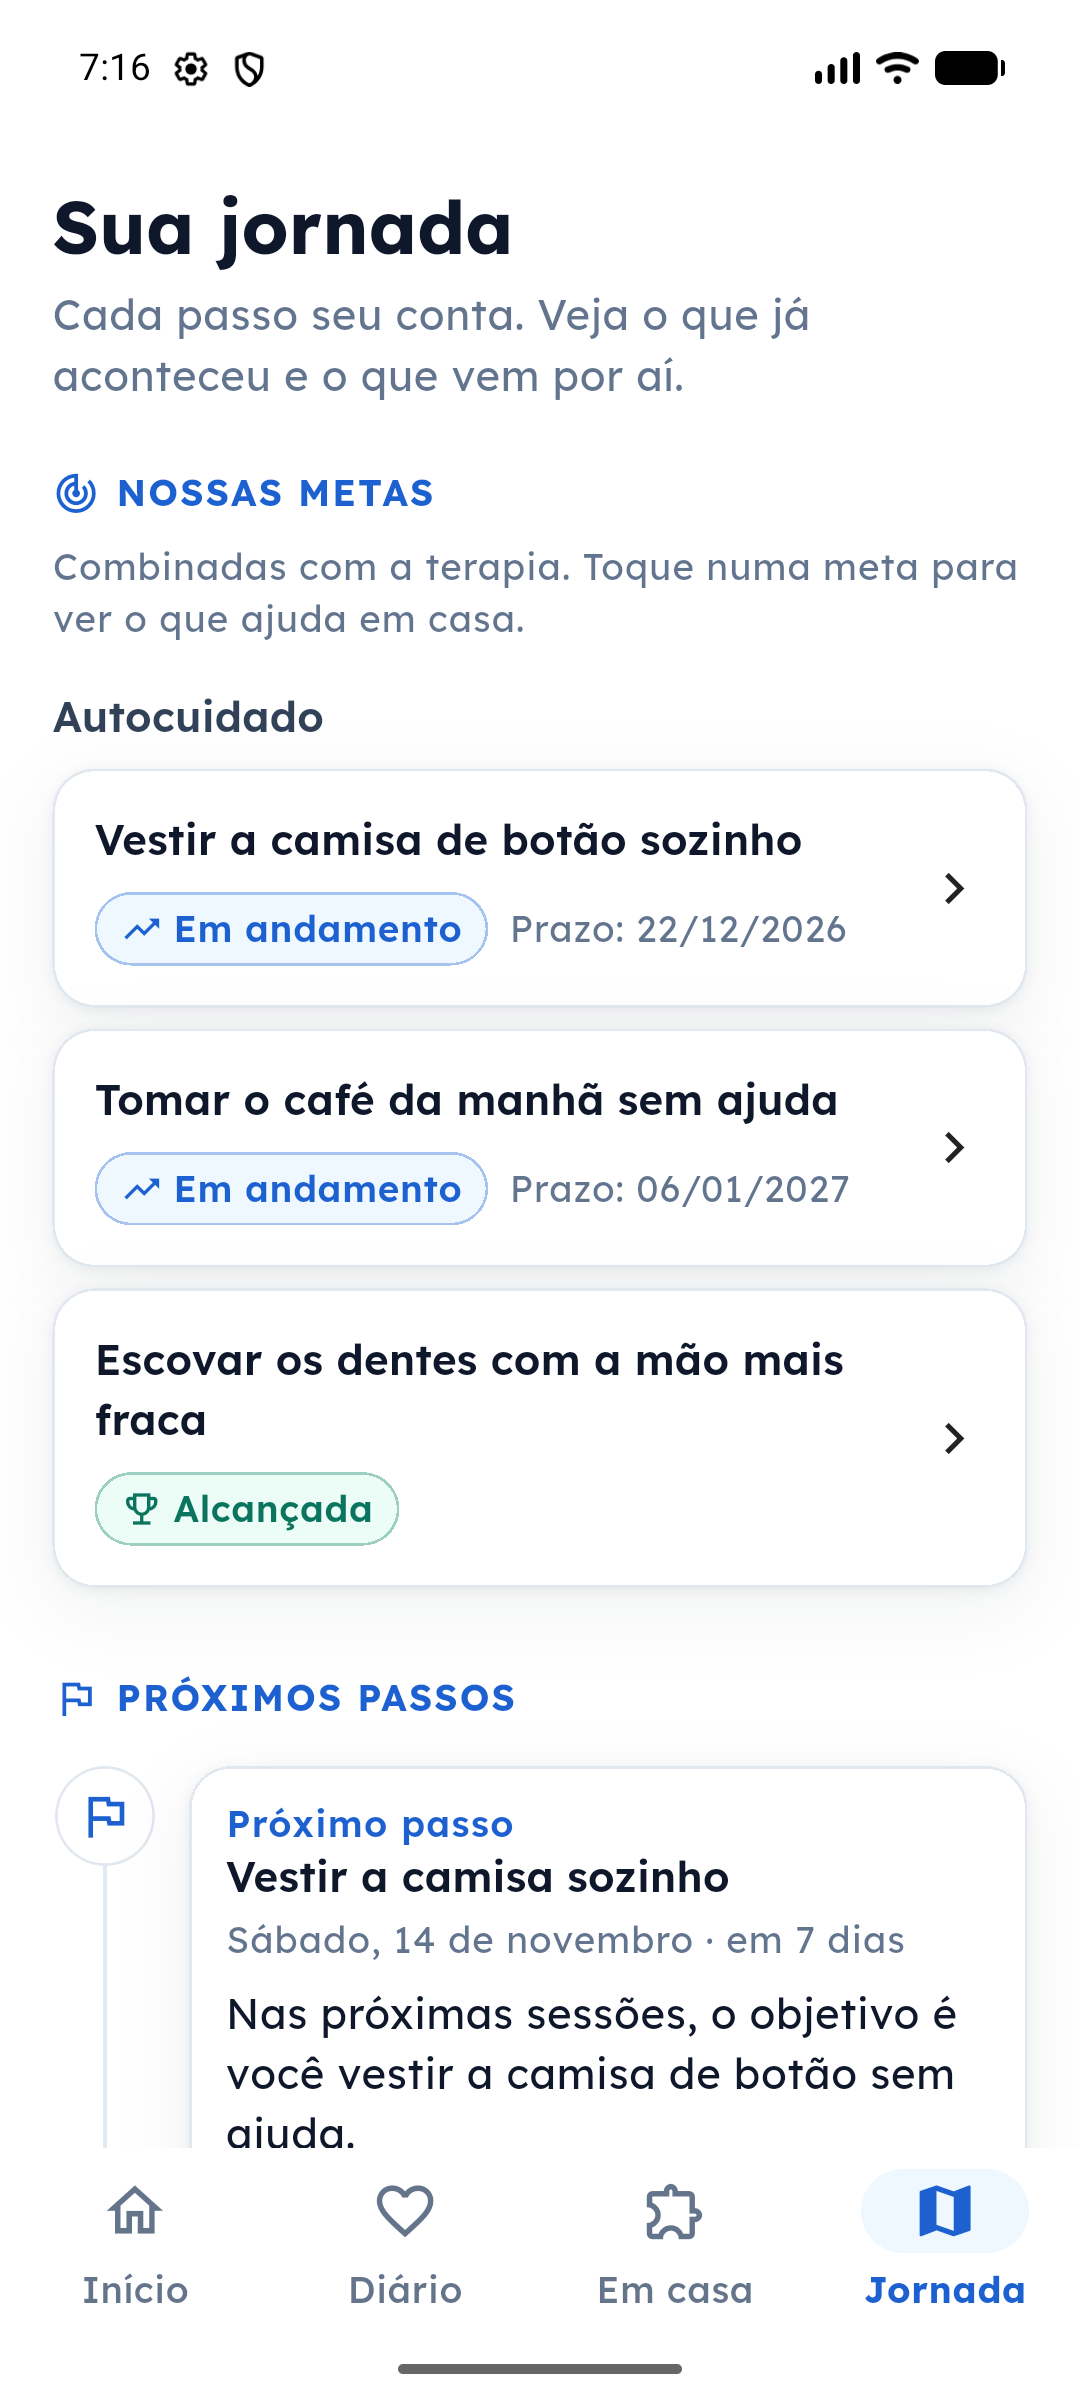 7:16
Sua jornada
Cada passo seu conta. Veja o que já
aconteceu e o que vem por aí.
NOSSAS METAS
Combinadas com a terapia. Toque numa meta para
ver o que ajuda em casa.
Autocuidado
Vestir a camisa de botão sozinho
Em andamento Prazo: 22/12/2026
Tomar o café da manhã sem ajuda
Em andamento Prazo: 06/01/2027
Escovar os dentes com a mão mais
fraca
Alcançada
PRÓXIMOS PASSOS
Próximo passo
Vestir a camisa sozinho
Sábado, 14 de novembro · em 7 dias
Nas próximas sessões, o objetivo é
você vestir a camisa de botão sem
ajuda.
Início Diário Em casa Jornada